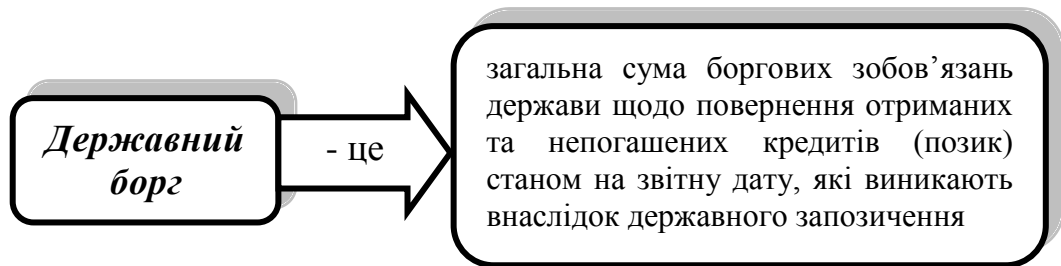 Державний
борг
- це
загальна сума боргових зобов’язань
держави щодо повернення отриманих
та непогашених кредитів (позик)
станом на звітну дату, які виникають
внаслідок державного запозичення